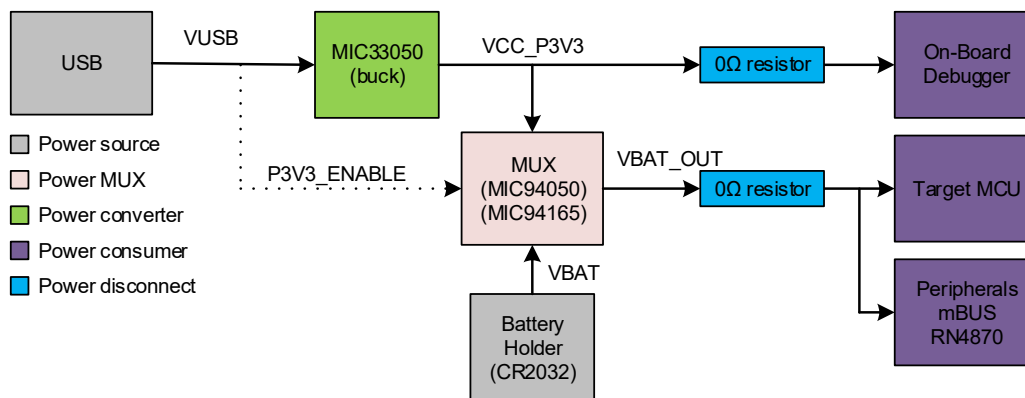 USB
VUSB
MIC33050
(buck)
VCC_P3V3
0Ω resistor
On-Board
Debugger
Power source
Power MUX
Power converter
Power consumer
Power disconnect
P3V3_ENABLE
MUX
(MIC94050)
(MIC94165)
VBAT_OUT
0Ω resistor
Target MCU
VBAT
Battery
Holder
(CR2032)
Peripherals
mBUS
RN4870